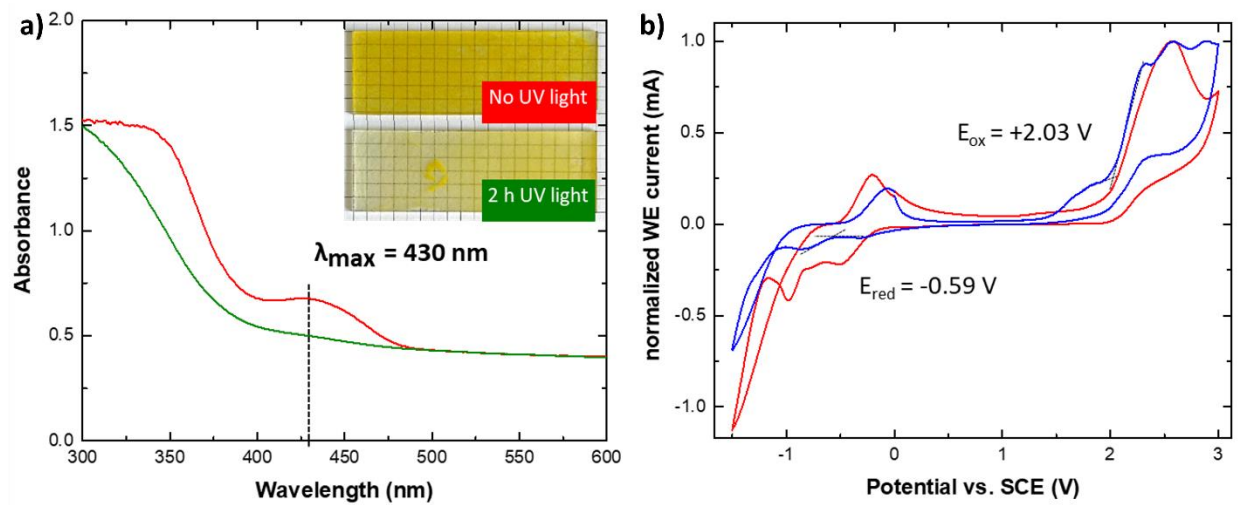 a)
2.0
1.5
1.0
0.5
0.0
Absorbance
No UV light
2 h UV light
λmax = 430 nm
300
350
400
450
500
550
600
Wavelength (nm)
b)
1.0
0.5
0.0
-0.5
-1.0
normalized WE current (mA)
Eox = +2.03 V
Ered = -0.59 V
-1
0
1
2
3
Potential vs. SCE (V)